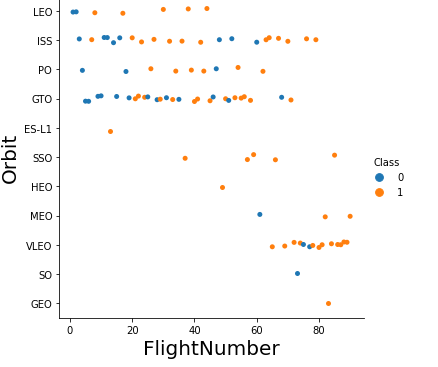 LEO
ISS
PO
GTO
ES-L1
SSO
HEO
MEO
VLEO
SO
GEO
Orbit
0 20 40 60 80
FlightNumber
Class
0
1